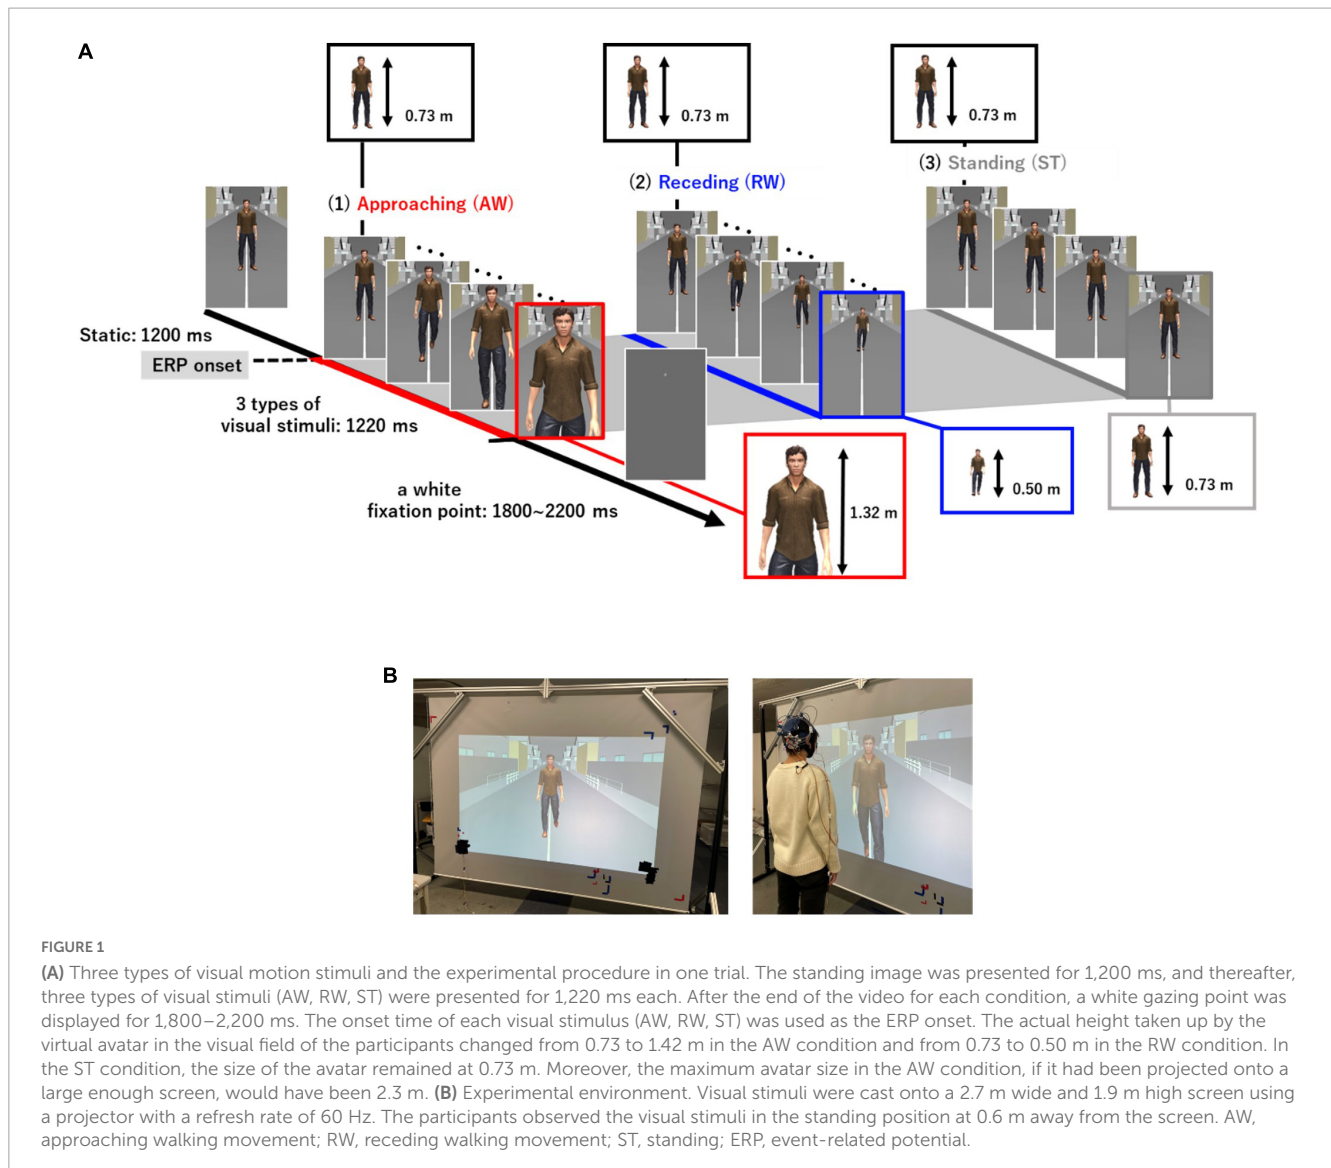 A
0.73 m
0.73 m
0.73 m
(1) Approaching (AW)
(2) Receding (RW)
(3) Standing (ST)
Static: 1200 ms
ERP onset
3 types of
visual stimuli: 1220 ms
a white
fixation point: 1800~2200 ms
1.32 m
0.50 m
0.73 m
B
FIGURE 1
(A) Three types of visual motion stimuli and the experimental procedure in one trial. The standing image was presented for 1,200 ms, and thereafter,
three types of visual stimuli (AW, RW, ST) were presented for 1,220 ms each. After the end of the video for each condition, a white gazing point was
displayed for 1,800–2,200 ms. The onset time of each visual stimulus (AW, RW, ST) was used as the ERP onset. The actual height taken up by the
virtual avatar in the visual field of the participants changed from 0.73 to 1.42 m in the AW condition and from 0.73 to 0.50 m in the RW condition. In
the ST condition, the size of the avatar remained at 0.73 m. Moreover, the maximum avatar size in the AW condition, if it had been projected onto a
large enough screen, would have been 2.3 m. (B) Experimental environment. Visual stimuli were cast onto a 2.7 m wide and 1.9 m high screen using
a projector with a refresh rate of 60 Hz. The participants observed the visual stimuli in the standing position at 0.6 m away from the screen. AW,
approaching walking movement; RW, receding walking movement; ST, standing; ERP, event-related potential.